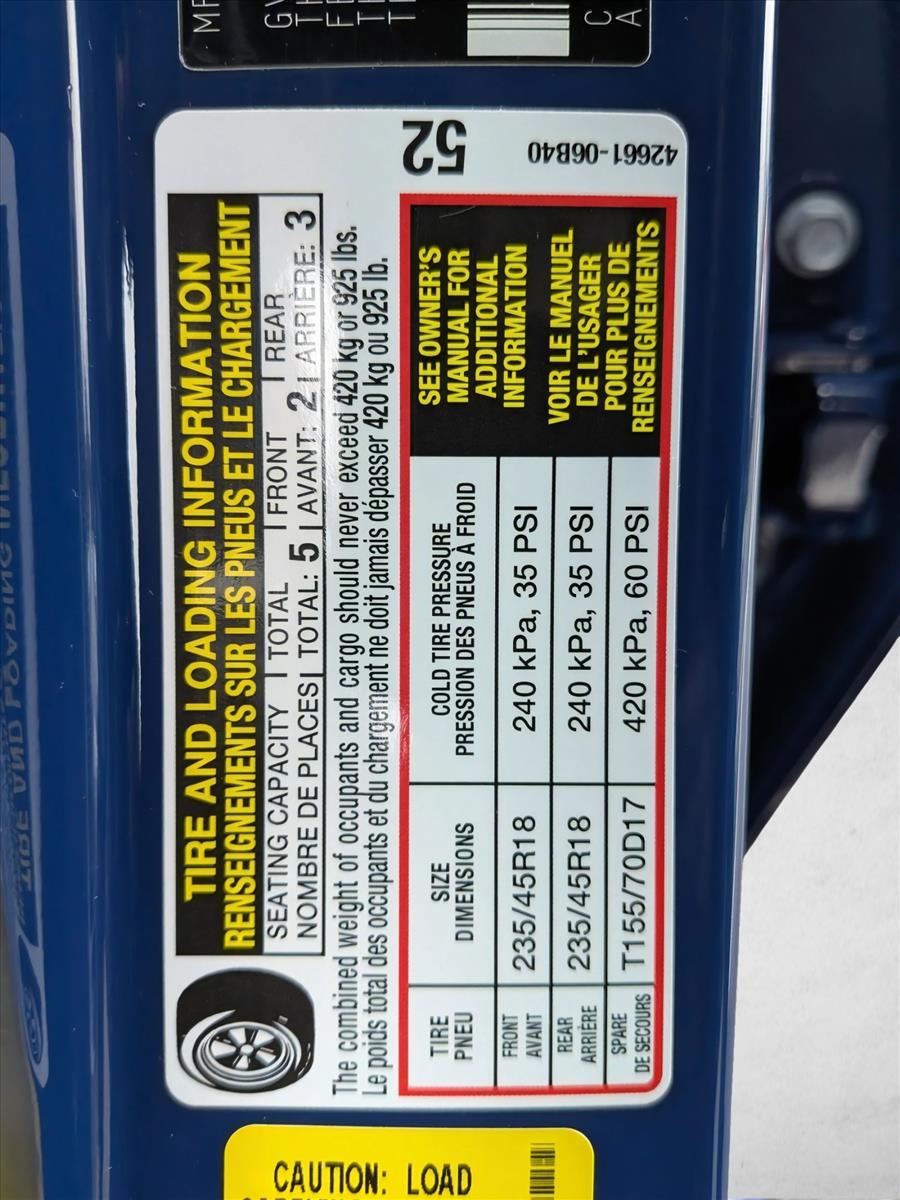 TIRE AND LOADING INFORMATION
RENSEIGNEMENTS SUR LES PNEUS ET LE CHARGEMENT
SEATING CAPACITY | TOTAL | FRONT | REAR
NOMBRE DE PLACES | TOTAL: 5 | AVANT: 2 | ARRIÈRE: 3
The combined weight of occupants and cargo should never exceed 420 kg or 925 lbs.
Le poids total des occupants et du chargement ne doit jamais dépasser 420 kg ou 925 lb.
TIRE SIZE COLD TIRE PRESSURE
PNEU DIMENSIONS PRESSION DES PNEUS À FROID
FRONT
AVANT 235/45R18 240 kPa, 35 PSI
REAR
ARRIÈRE 235/45R18 240 kPa, 35 PSI
SPARE
DE SECOURS T155/70D17 420 kPa, 60 PSI
SEE OWNER'S
MANUAL FOR
ADDITIONAL
INFORMATION
VOIR LE MANUEL
DE L'USAGER
POUR PLUS DE
RENSEIGNEMENTS
52
42661-06B40
CAUTION: LOAD